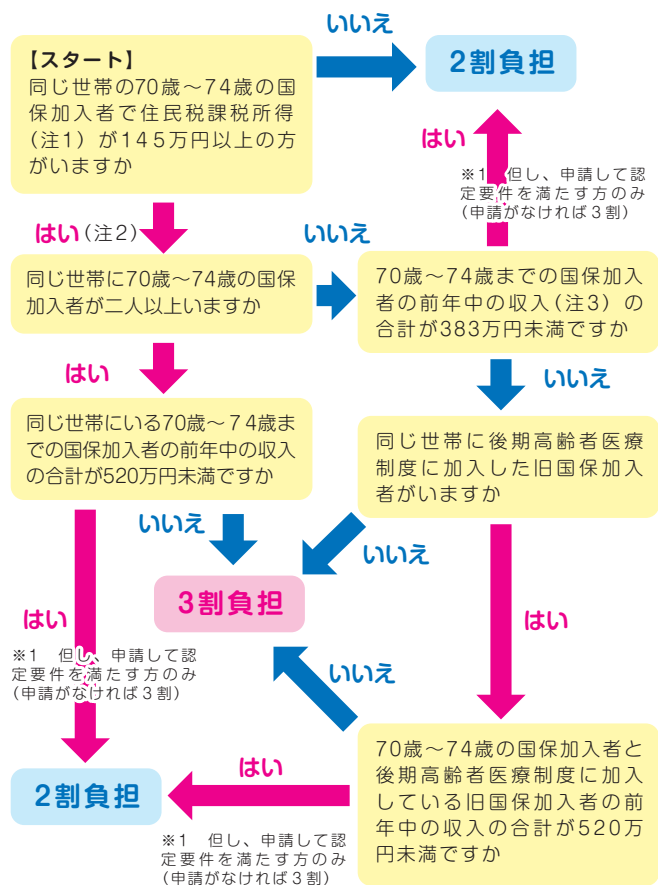 いいえ
【スタート】
同じ世帯の70歳～74歳の国
保加入者で住民税課税所得
(注1) が145万円以上の方
がいますか
2割負担
はい
※1 但し、申請して認
定要件を満たす方のみ
(申請がなければ3割)
はい(注2)
いいえ
同じ世帯に70歳～74歳の国保
加入者が二人以上いますか
70歳～74歳までの国保加入
者の前年中の収入(注3) の
合計が383万円未満ですか
はい
いいえ
同じ世帯にいる70歳～74歳ま
での国保加入者の前年中の収入
の合計が520万円未満ですか
同じ世帯に後期高齢者医療
制度に加入した旧国保加入
者がいますか
いいえ
いいえ
3割負担
はい
※1 但し、申請して認
定要件を満たす方のみ
(申請がなければ3割)
はい
いいえ
2割負担
はい
※1 但し、申請して認
定要件を満たす方のみ
(申請がなければ3割)
70歳～74歳の国保加入者と
後期高齢者医療制度に加入
している旧国保加入者の前
年中の収入の合計が520万
円未満ですか